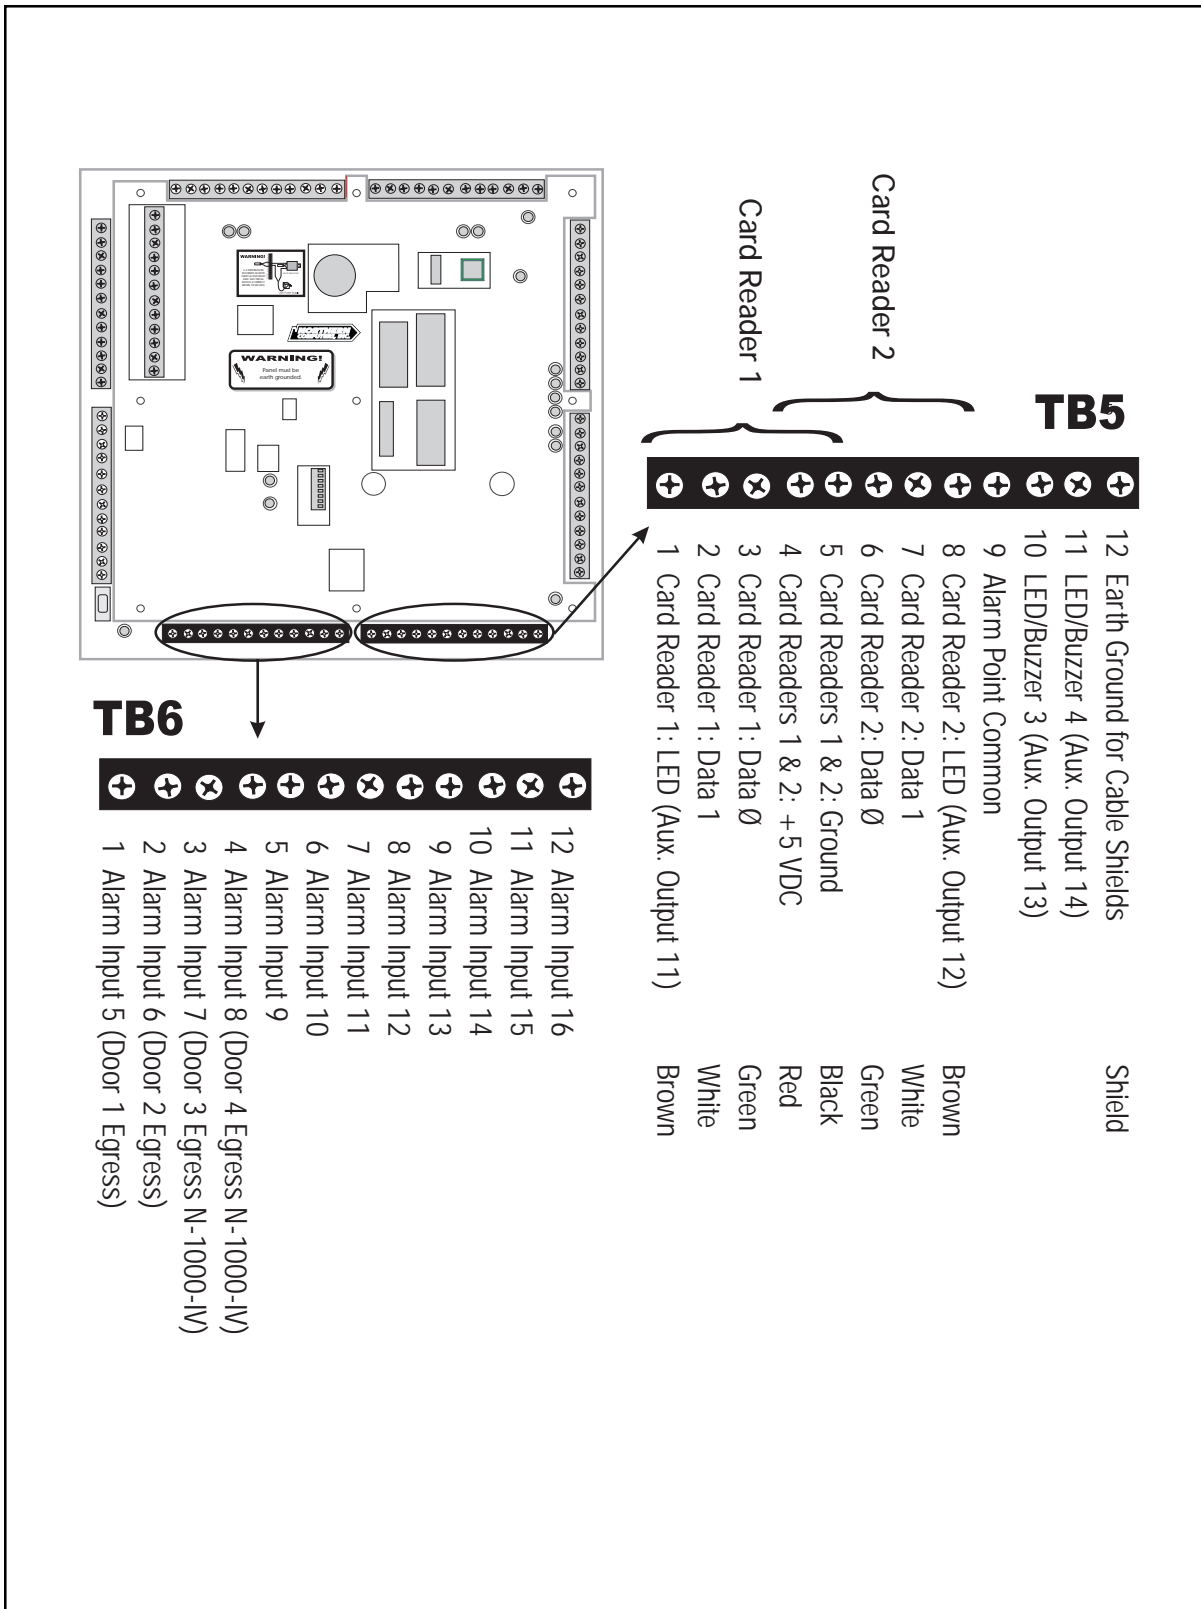 WARNING!
WARNING!
Panel must be
earth grounded.
Card Reader 1
Card Reader 2
TB5
1 Card Reader 1: LED (Aux. Output 11) Brown
2 Card Reader 1: Data 1 White
3 Card Reader 1: Data Ø Green
4 Card Readers 1 & 2: +5 VDC Red
5 Card Readers 1 & 2: Ground Black
6 Card Reader 2: Data Ø Green
7 Card Reader 2: Data 1 White
8 Card Reader 2: LED (Aux. Output 12) Brown
9 Alarm Point Common
10 LED/Buzzer 3 (Aux. Output 13)
11 LED/Buzzer 4 (Aux. Output 14)
12 Earth Ground for Cable Shields Shield
TB6
1 Alarm Input 5 (Door 1 Egress)
2 Alarm Input 6 (Door 2 Egress)
3 Alarm Input 7 (Door 3 Egress N-1000-IV)
4 Alarm Input 8 (Door 4 Egress N-1000-IV)
5 Alarm Input 9
6 Alarm Input 10
7 Alarm Input 11
8 Alarm Input 12
9 Alarm Input 13
10 Alarm Input 14
11 Alarm Input 15
12 Alarm Input 16